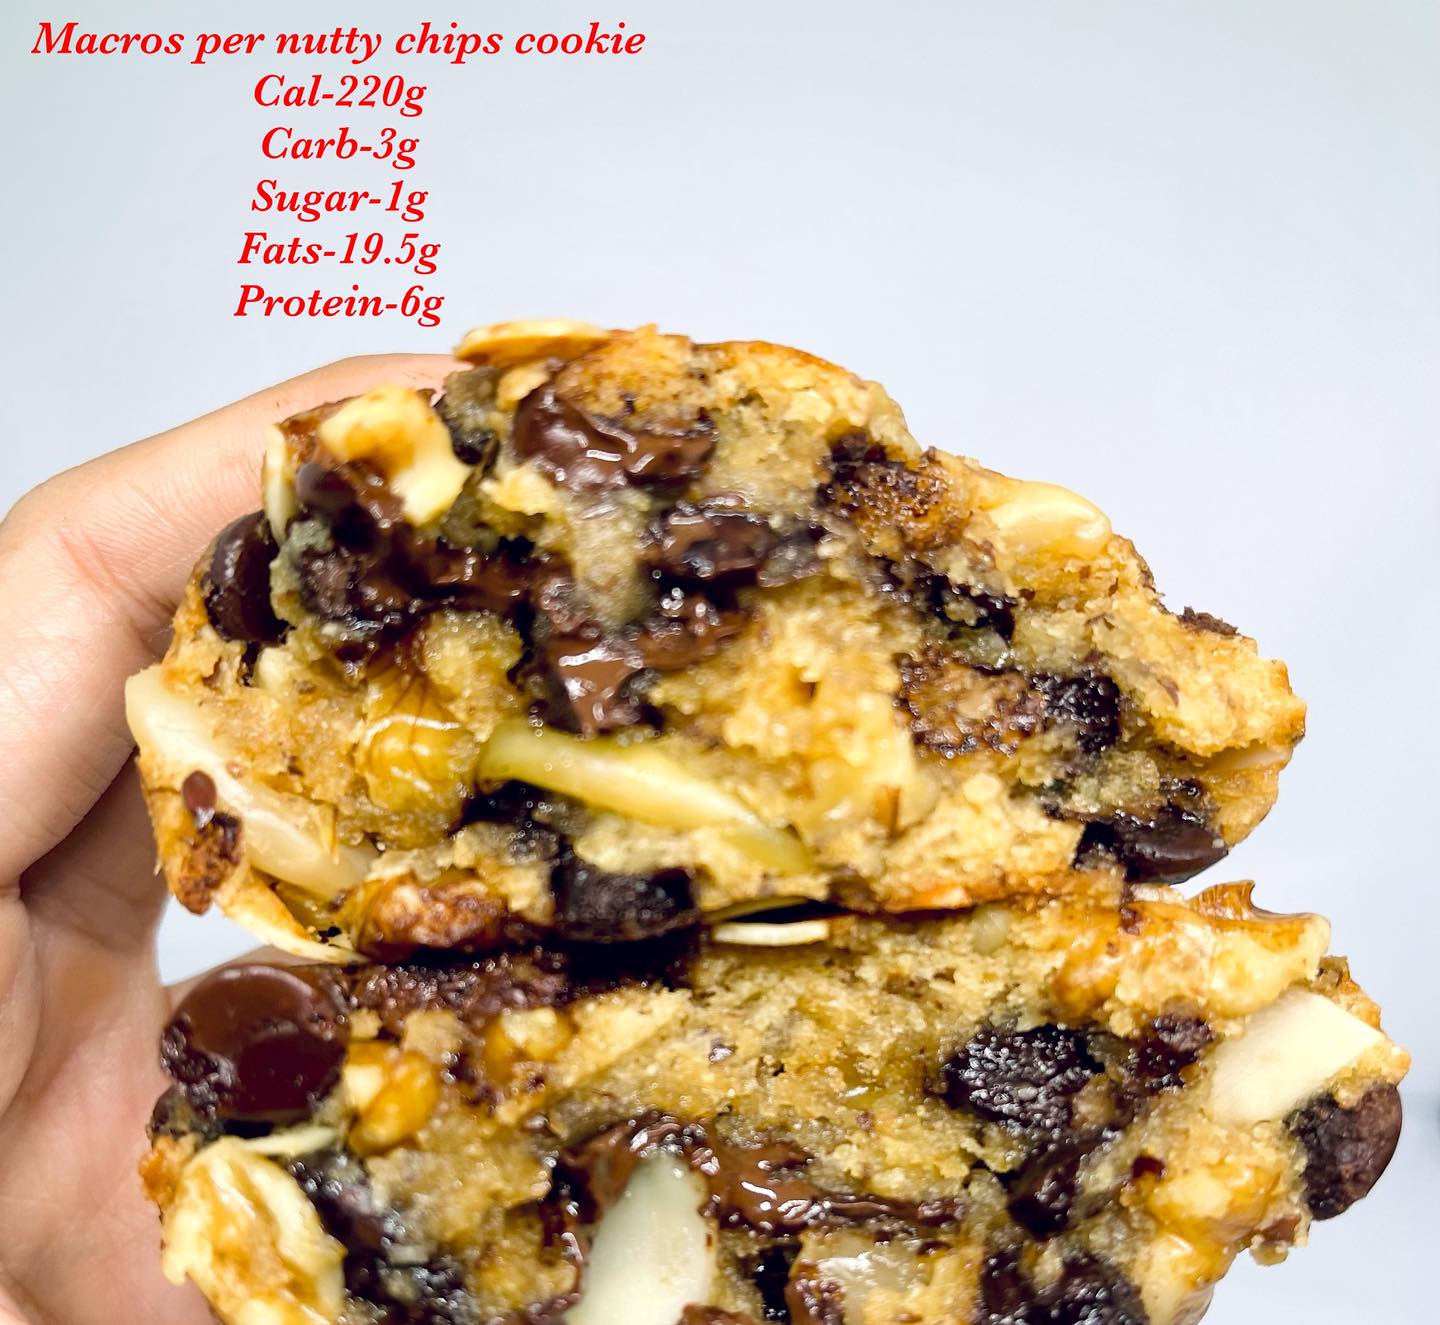 Macros per nutty chips cookie
Cal-220g
Carb-3g
Sugar-1g
Fats-19.5g
Protein-6g